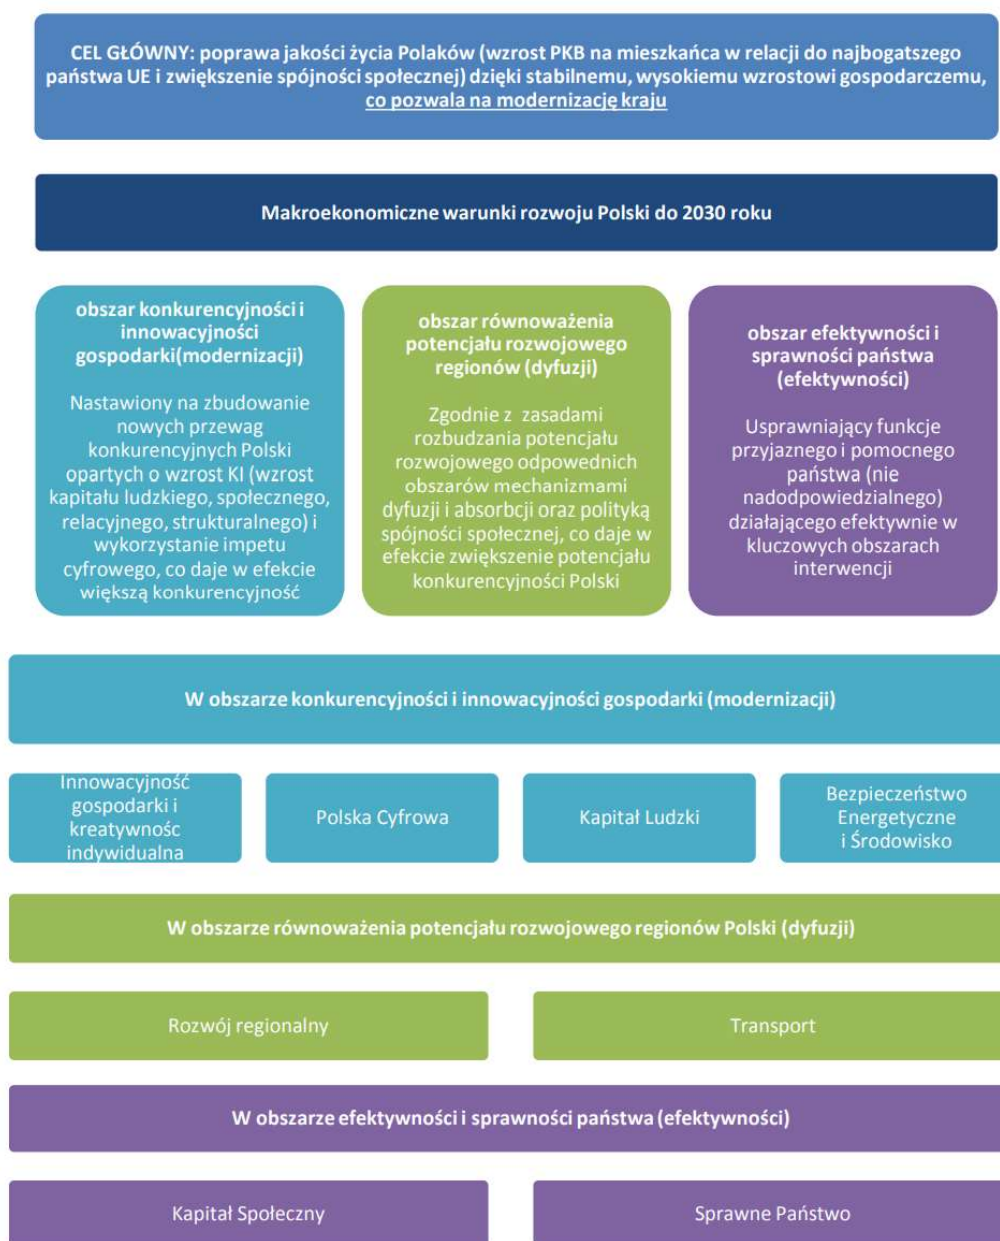 CEL GŁÓWNY: poprawa jakości życia Polaków (wzrost PKB na mieszkańca w relacji do najbogatszego
państwa UE i zwiększenie spójności społecznej) dzięki stabilnemu, wysokiemu wzrostowi gospodarczemu,
co pozwala na modernizację kraju
Makroekonomiczne warunki rozwoju Polski do 2030 roku
obszar konkurencyjności i
innowacyjności
gospodarki(modernizacji)
Nastawiony na zbudowanie
nowych przewag
konkurencyjnych Polski
opartych o wzrost KI (wzrost
kapitału ludzkiego, społecznego,
relacyjnego, strukturalnego) i
wykorzystanie impetu
cyfrowego, co daje w efekcie
większą konkurencyjność
obszar równoważenia
potencjału rozwojowego
regionów (dyfuzji)
Zgodnie z zasadami
rozbudzania potencjału
rozwojowego odpowednich
obszarów mechanizmami
dyfuzji i absorbcji oraz polityką
spójności społecznej, co daje w
efekcie zwiększenie potencjału
konkurencyjności Polski
obszar efektywności i
sprawności państwa
(efektywności)
Usprawniający funkcje
przyjaznego i pomocnego
państwa (nie
nadodpowiedzialnego)
działającego efektywnie w
kluczowych obszarach
interwencji
W obszarze konkurencyjności i innowacyjności gospodarki (modernizacji)
Innowacyjność
gospodarki i
kreatywnośc
indywidualna
Polska Cyfrowa
Kapitał Ludzki
Bezpieczeństwo
Energetyczne
i Środowisko
W obszarze równoważenia potencjału rozwojowego regionów Polski (dyfuzji)
Rozwój regionalny
Transport
W obszarze efektywności i sprawności państwa (efektywności)
Kapitał Społeczny
Sprawne Państwo